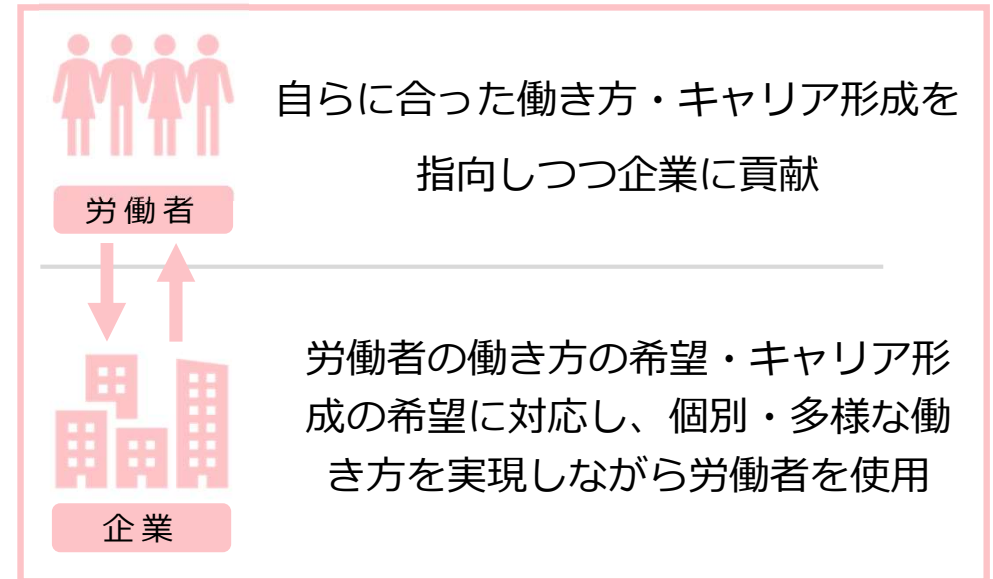 自らに合った働き方・キャリア形成を
指向しつつ企業に貢献
労働者
労働者の働き方の希望・キャリア形
成の希望に対応し、個別・多様な働
き方を実現しながら労働者を使用
企業